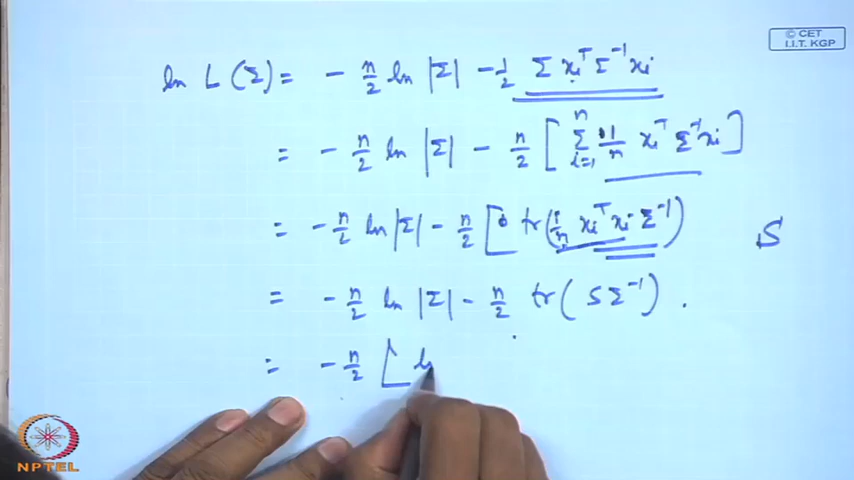 © CET
I.I.T. KGP
ln L (Σ) = - n/2 ln |Σ| - 1/2 Σ xᵢᵀ Σ⁻¹ xᵢ
= - n/2 ln |Σ| - n/2 [ Σᵢ₌₁ⁿ 1/n xᵢᵀ Σ⁻¹ xᵢ ]
= - n/2 ln |Σ| - n/2 [ tr ( 1/n xᵢᵀ xᵢ Σ⁻¹ ) S
= - n/2 ln |Σ| - n/2 tr ( S Σ⁻¹ ) .
= - n/2 [ ln
NPTEL